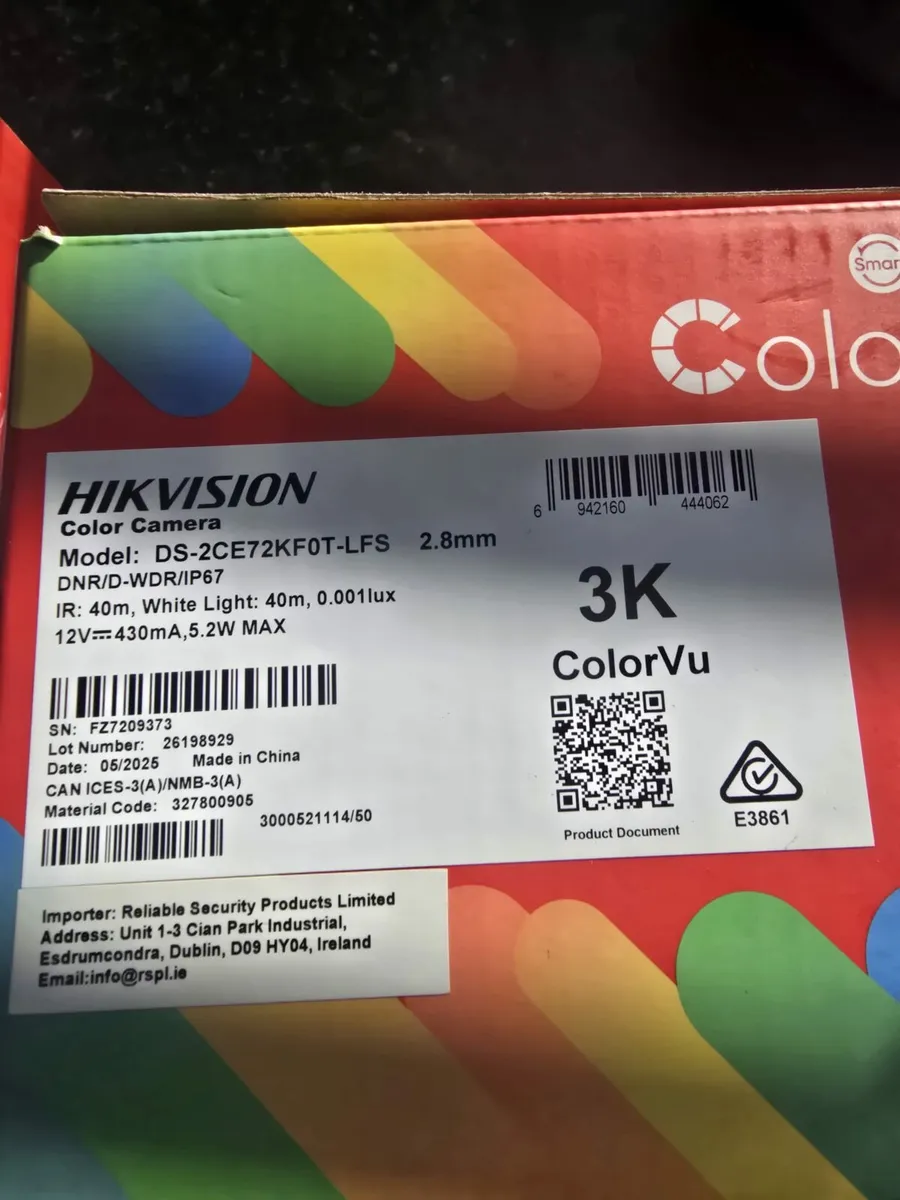 Smar
Colo
HIKVISION
Color Camera
Model: DS-2CE72KF0T-LFS 2.8mm
DNR/D-WDR/IP67
IR: 40m, White Light: 40m, 0.001lux
12V⎓430mA,5.2W MAX
6 942160 444062
3K
ColorVu
SN: FZ7209373
Lot Number: 26198929
Date: 05/2025 Made in China
CAN ICES-3(A)/NMB-3(A)
Material Code: 327800905
3000521114/50
Product Document
E3861
Importer: Reliable Security Products Limited
Address: Unit 1-3 Cian Park Industrial,
Esdrumcondra, Dublin, D09 HY04, Ireland
Email:info@rspl.ie